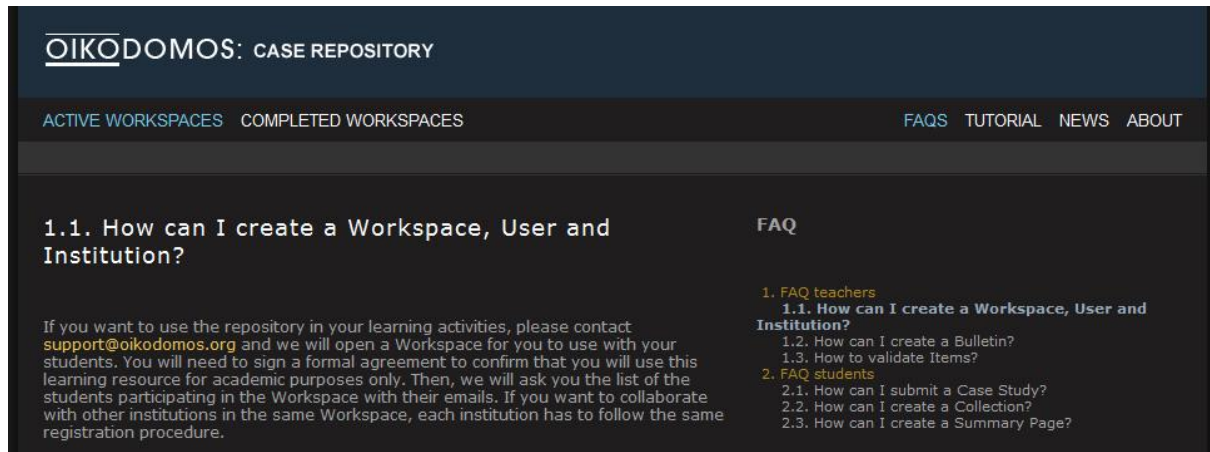 OIKODOMOS: CASE REPOSITORY
ACTIVE WORKSPACES COMPLETED WORKSPACES FAQS TUTORIAL NEWS ABOUT
1.1. How can I create a Workspace, User and
Institution?
If you want to use the repository in your learning activities, please contact
support@oikodomos.org and we will open a Workspace for you to use with your
students. You will need to sign a formal agreement to confirm that you will use this
learning resource for academic purposes only. Then, we will ask you the list of the
students participating in the Workspace with their emails. If you want to collaborate
with other institutions in the same Workspace, each institution has to follow the same
registration procedure.
FAQ
1. FAQ teachers
1.1. How can I create a Workspace, User and
Institution?
1.2. How can I create a Bulletin?
1.3. How to validate Items?
2. FAQ students
2.1. How can I submit a Case Study?
2.2. How can I create a Collection?
2.3. How can I create a Summary Page?